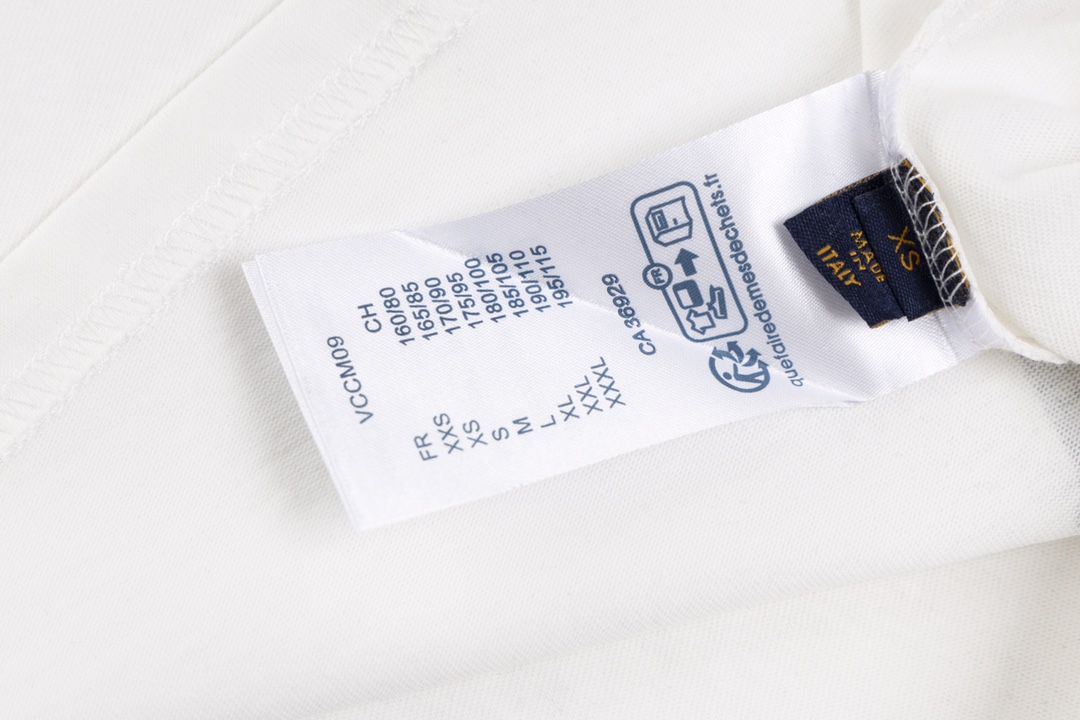 VCCM09
FR CH
XXS 160/80
XS 165/85
S 170/90
M 175/95
L 180/100
XL 185/105
XXL 190/110
XXXL 195/115
CA 36929
FR
quefairedemesdechets.fr
MADE
IN
ITALY
XS